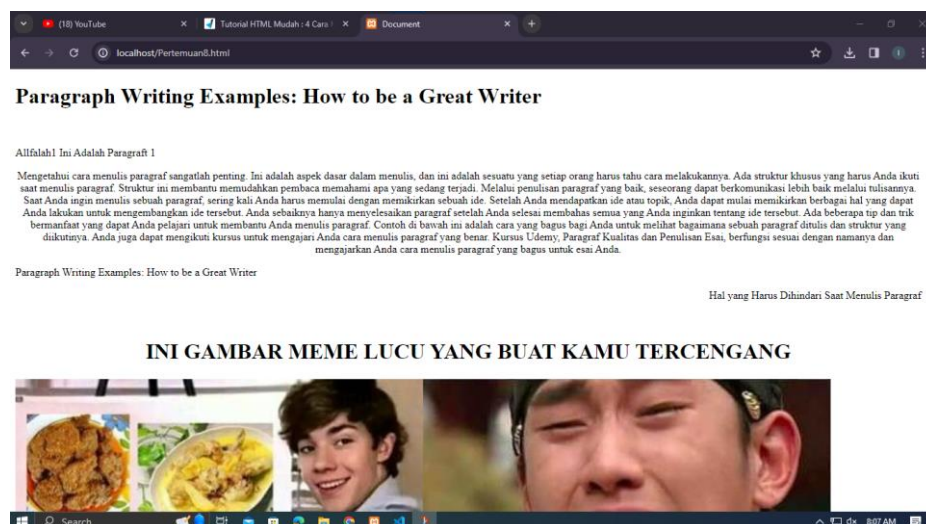 (18) YouTube
Tutorial HTML Mudah : 4 Cara
Document
localhost/Pertemuan8.html
Paragraph Writing Examples: How to be a Great Writer
Allfalah1 Ini Adalah Paragraft 1
Mengetahui cara menulis paragraf sangatlah penting. Ini adalah aspek dasar dalam menulis, dan ini adalah sesuatu yang setiap orang harus tahu cara melakukannya. Ada struktur khusus yang harus Anda ikuti
saat menulis paragraf. Struktur ini membantu memudahkan pembaca memahami apa yang sedang terjadi. Melalui penulisan paragraf yang baik, seseorang dapat berkomunikasi lebih baik melalui tulisannya.
Saat Anda ingin menulis sebuah paragraf, sering kali Anda harus memulai dengan memikirkan sebuah ide. Setelah Anda mendapatkan ide atau topik, Anda dapat mulai memikirkan berbagai hal yang dapat
Anda lakukan untuk mengembangkan ide tersebut. Anda sebaiknya hanya menyelesaikan paragraf setelah Anda selesai membahas semua yang Anda inginkan tentang ide tersebut. Ada beberapa tip dan trik
bermanfaat yang dapat Anda pelajari untuk membantu Anda menulis paragraf. Contoh di bawah ini adalah cara yang bagus bagi Anda untuk melihat bagaimana sebuah paragraf ditulis dan struktur yang
diikutinya. Anda juga dapat mengikuti kursus untuk mengajari Anda cara menulis paragraf yang benar. Kursus Udemy, Paragraf Kualitas dan Penulisan Esai, berfungsi sesuai dengan namanya dan
mengajarkan Anda cara menulis paragraf yang bagus untuk esai Anda.
Paragraph Writing Examples: How to be a Great Writer
Hal yang Harus Dihindari Saat Menulis Paragraf
INI GAMBAR MEME LUCU YANG BUAT KAMU TERCENGANG
Search
8:07 AM